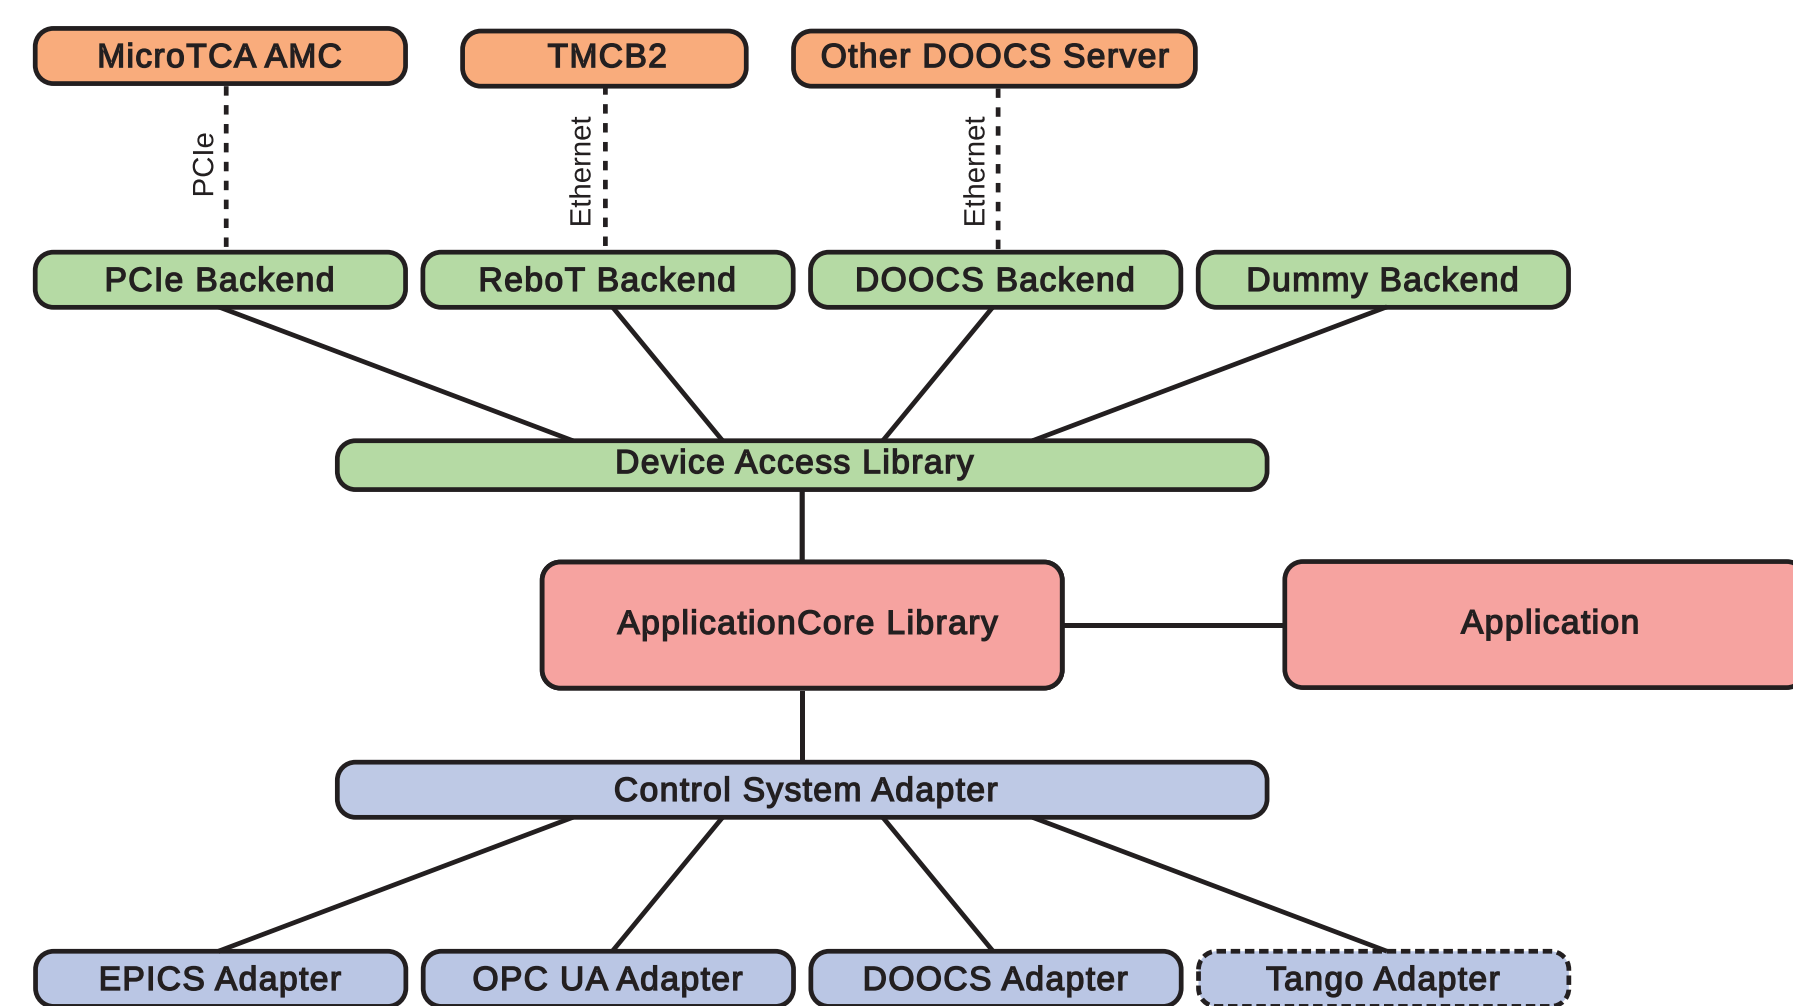 MicroTCA AMC
TMCB2
Other DOOCS Server
PCIe
Ethernet
Ethernet
PCIe Backend
ReboT Backend
DOOCS Backend
Dummy Backend
Device Access Library
ApplicationCore Library
Application
Control System Adapter
EPICS Adapter
OPC UA Adapter
DOOCS Adapter
Tango Adapter